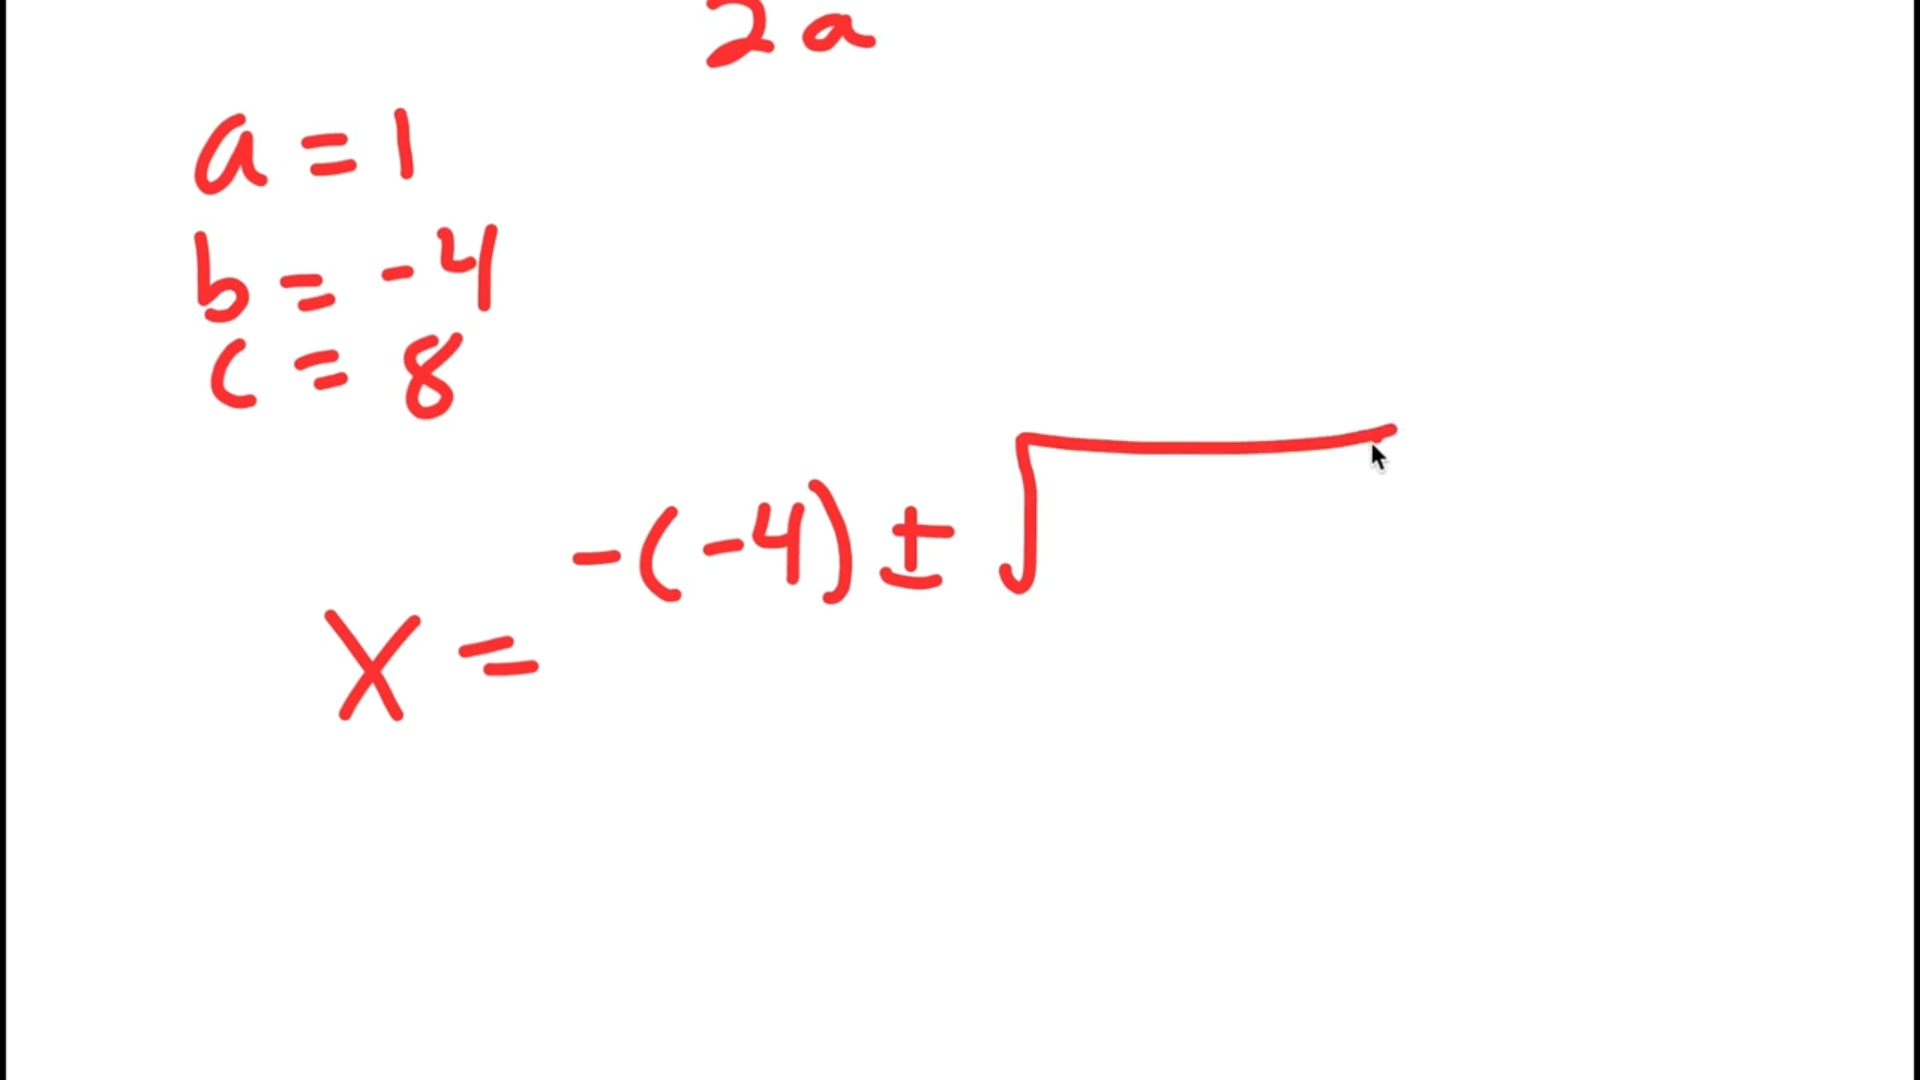 2a
a = 1
b = -4
c = 8
x = -(-4) ± √